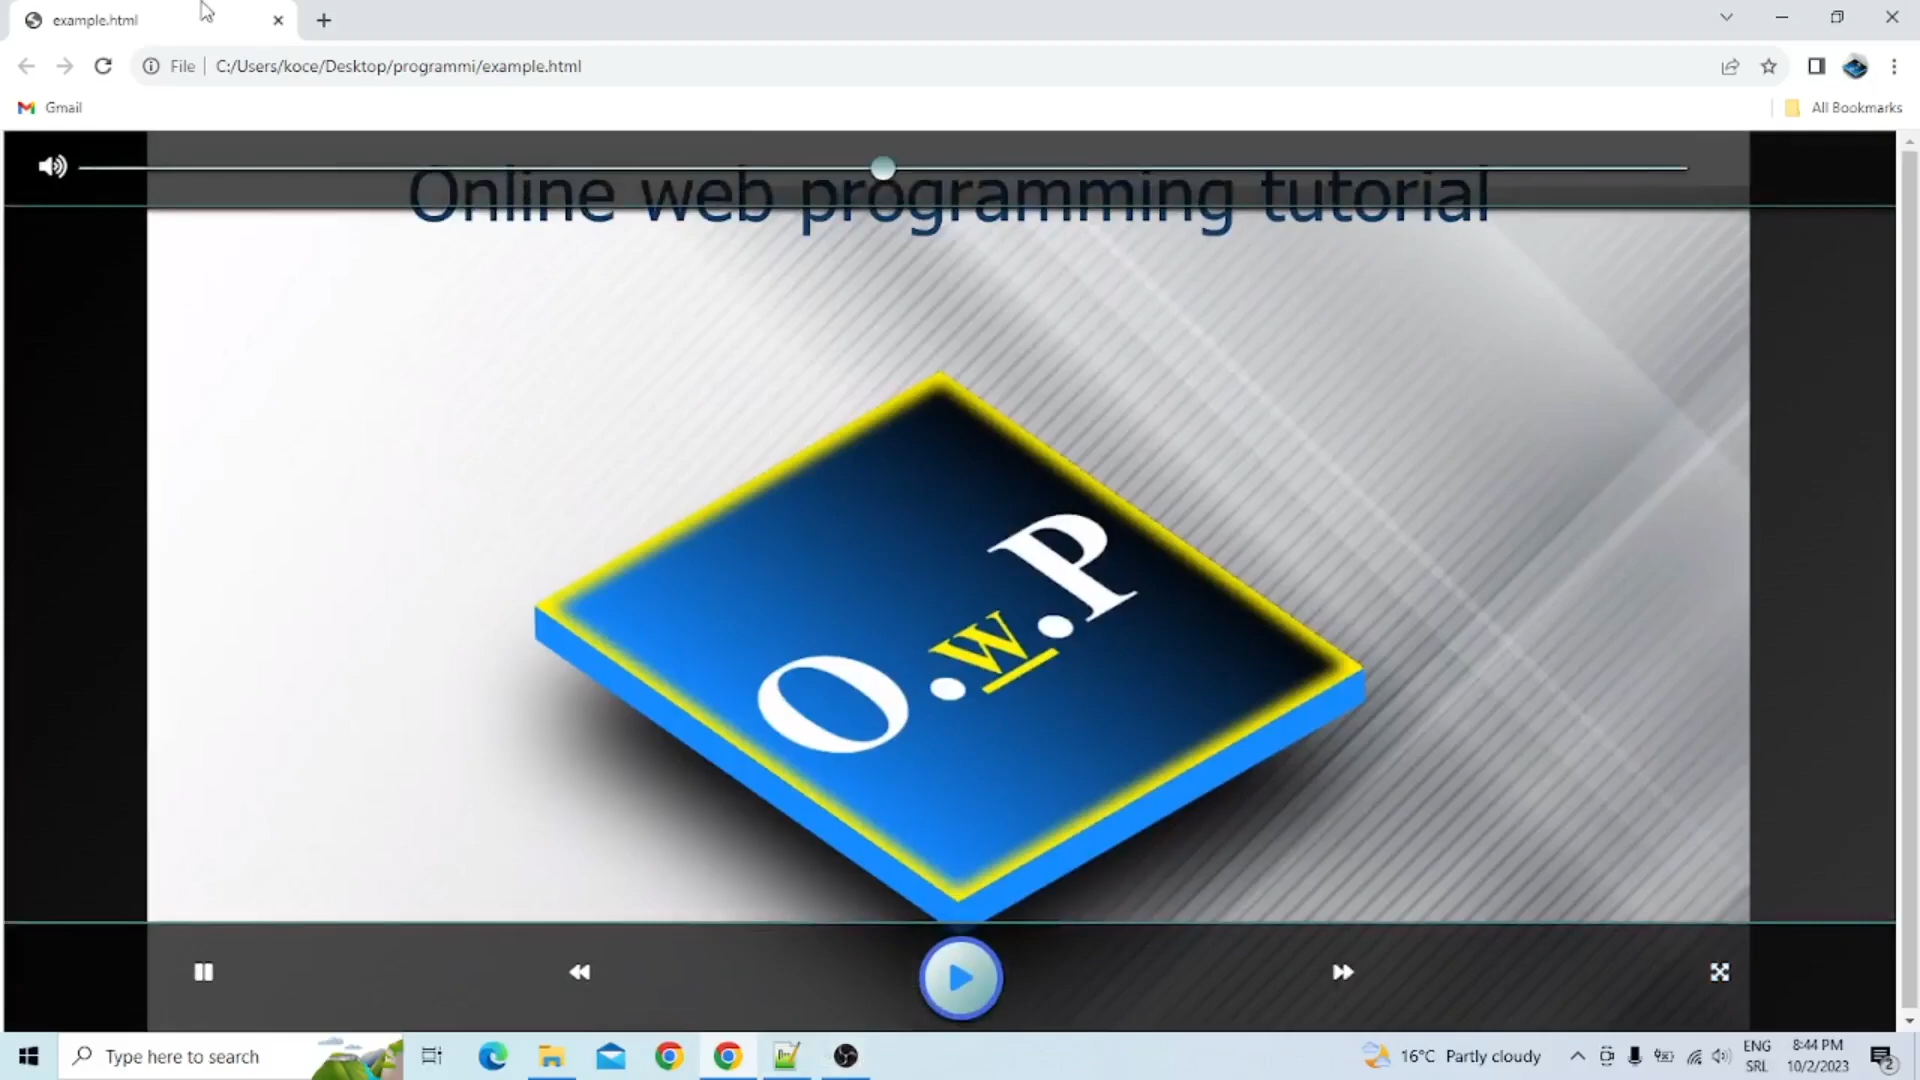 example.html
File
C:/Users/koce/Desktop/programmi/example.html
Gmail
All Bookmarks
Online web programming tutorial
O.w.P
Type here to search
16°C Partly cloudy
ENG
SRL
8:44 PM
10/2/2023
2